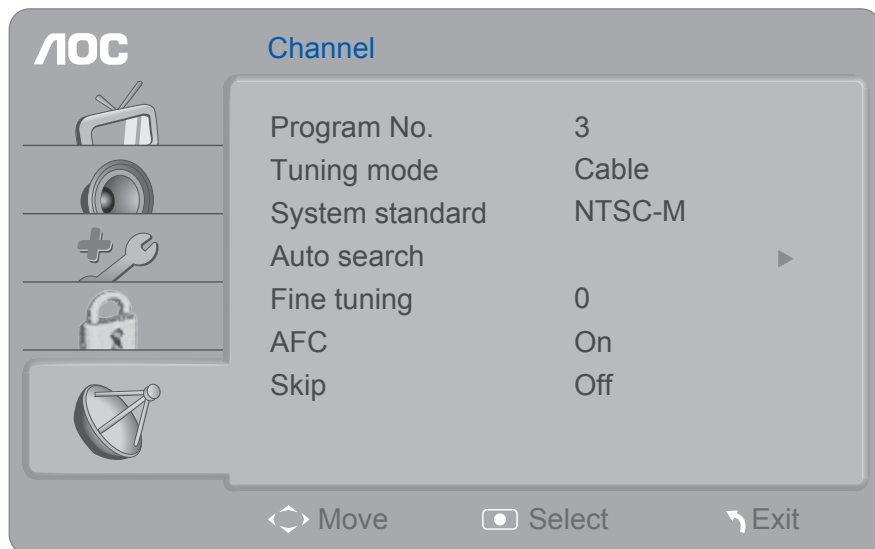 AOC
Channel
Program No. 3
Tuning mode Cable
System standard NTSC-M
Auto search
Fine tuning 0
AFC On
Skip Off
Move Select Exit